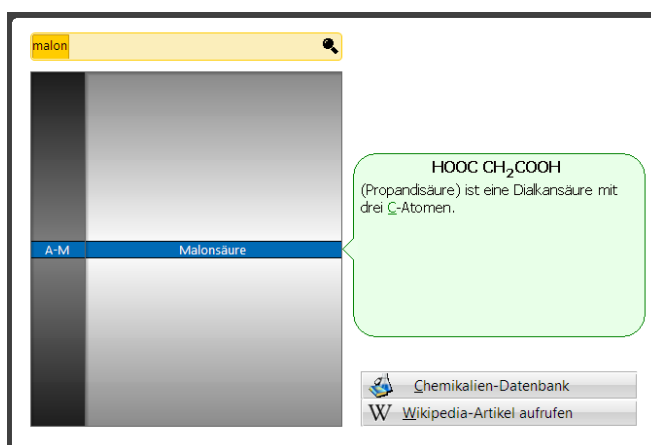 malon
HOOC CH₂COOH
(Propandisäure) ist eine Dialkansäure mit
drei C-Atomen.
A-M Malonsäure
Chemikalien-Datenbank
W Wikipedia-Artikel aufrufen